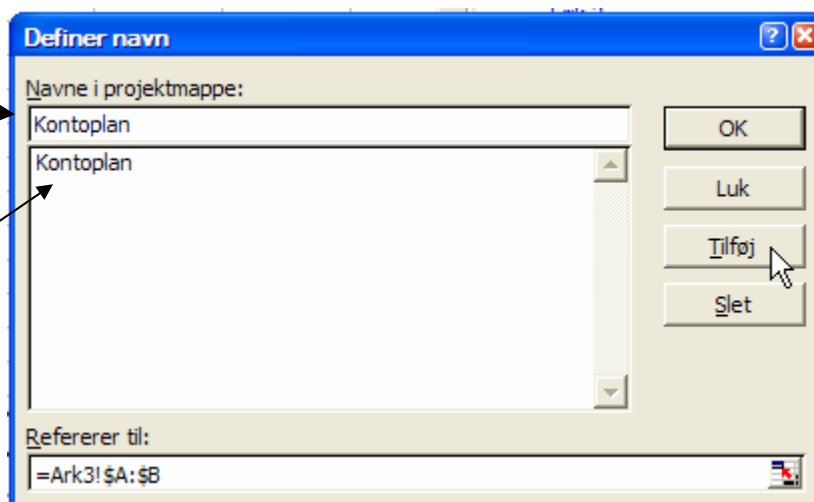 Definer navn
Navne i projektmappe:
Kontoplan
Kontoplan
OK
Luk
Tilføj
Slet
Refererer til:
=Ark3!$A:$B